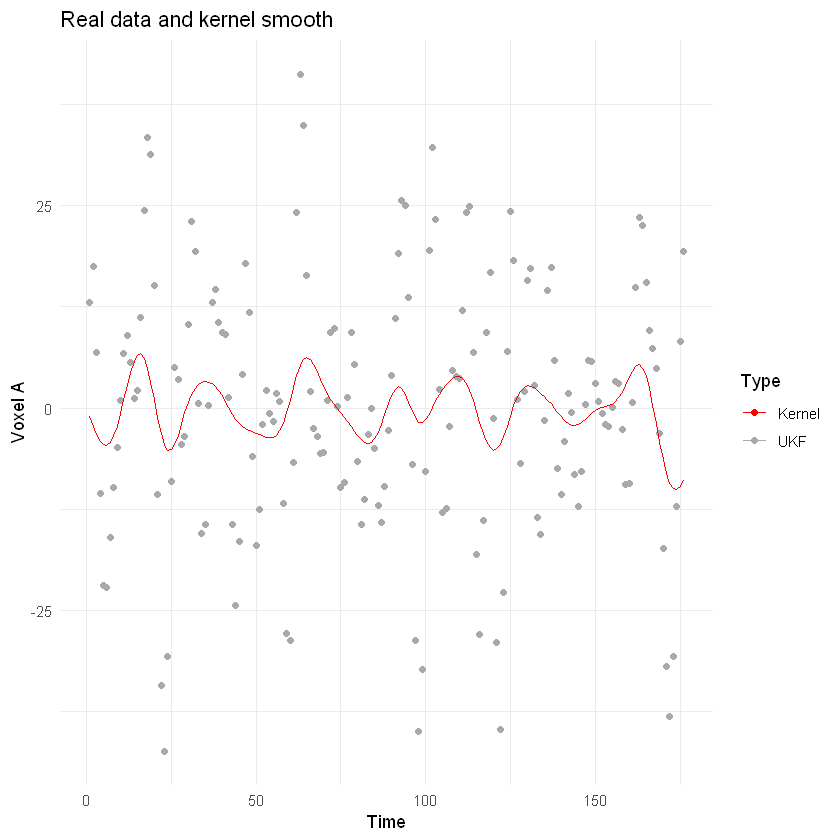 Real data and kernel smooth
25
0
-25
Voxel A
0
50
100
150
Time
Type
Kernel
UKF